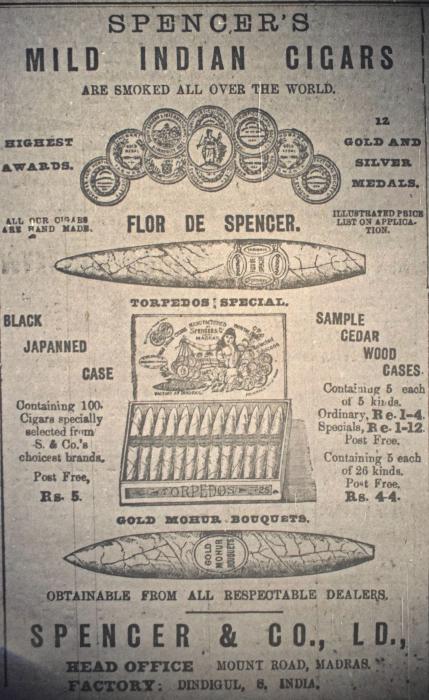 SPENCER'S
MILD INDIAN CIGARS
ARE SMOKED ALL OVER THE WORLD.
HIGHEST
AWARDS.
12
GOLD AND
SILVER
MEDALS.
ALL OUR CIGARS
ARE HAND MADE.
FLOR DE SPENCER.
ILLUSTRATED PRICE
LIST ON APPLICA-
TION.
TORPEDOS SPECIAL.
BLACK
JAPANNED
CASE
Containing 100
Cigars specially
selected from
S. & Co.'s
choicest brands.
Post Free,
Rs. 5.
MANUFACTURED
SPENCER & Co
MADRAS
TORPEDOS
25
SAMPLE
CEDAR
WOOD
CASES.
Containing 5 each
of 5 kinds.
Ordinary, Re. 1-4.
Specials, Re. 1-12.
Post Free.
Containing 5 each
of 26 kinds.
Post Free,
Rs. 4-4.
GOLD MOHUR BOUQUETS.
GOLD
MOHUR
BOUQUETS
OBTAINABLE FROM ALL RESPECTABLE DEALERS.
SPENCER & CO., LD.,
HEAD OFFICE MOUNT ROAD, MADRAS.
FACTORY: DINDIGUL, S. INDIA.